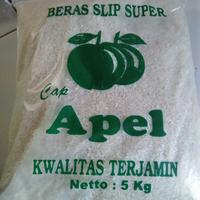 BERAS SLIP SUPER
Cap
Apel
KWALITAS TERJAMIN
Netto : 5 Kg